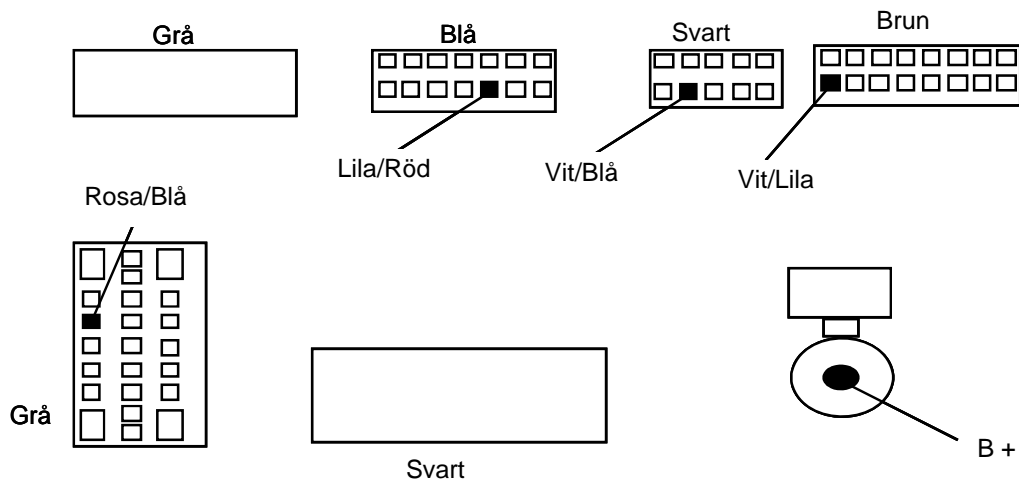 Grå
Blå
Svart
Brun
Lila/Röd
Vit/Blå
Vit/Lila
Rosa/Blå
Grå
Svart
B +